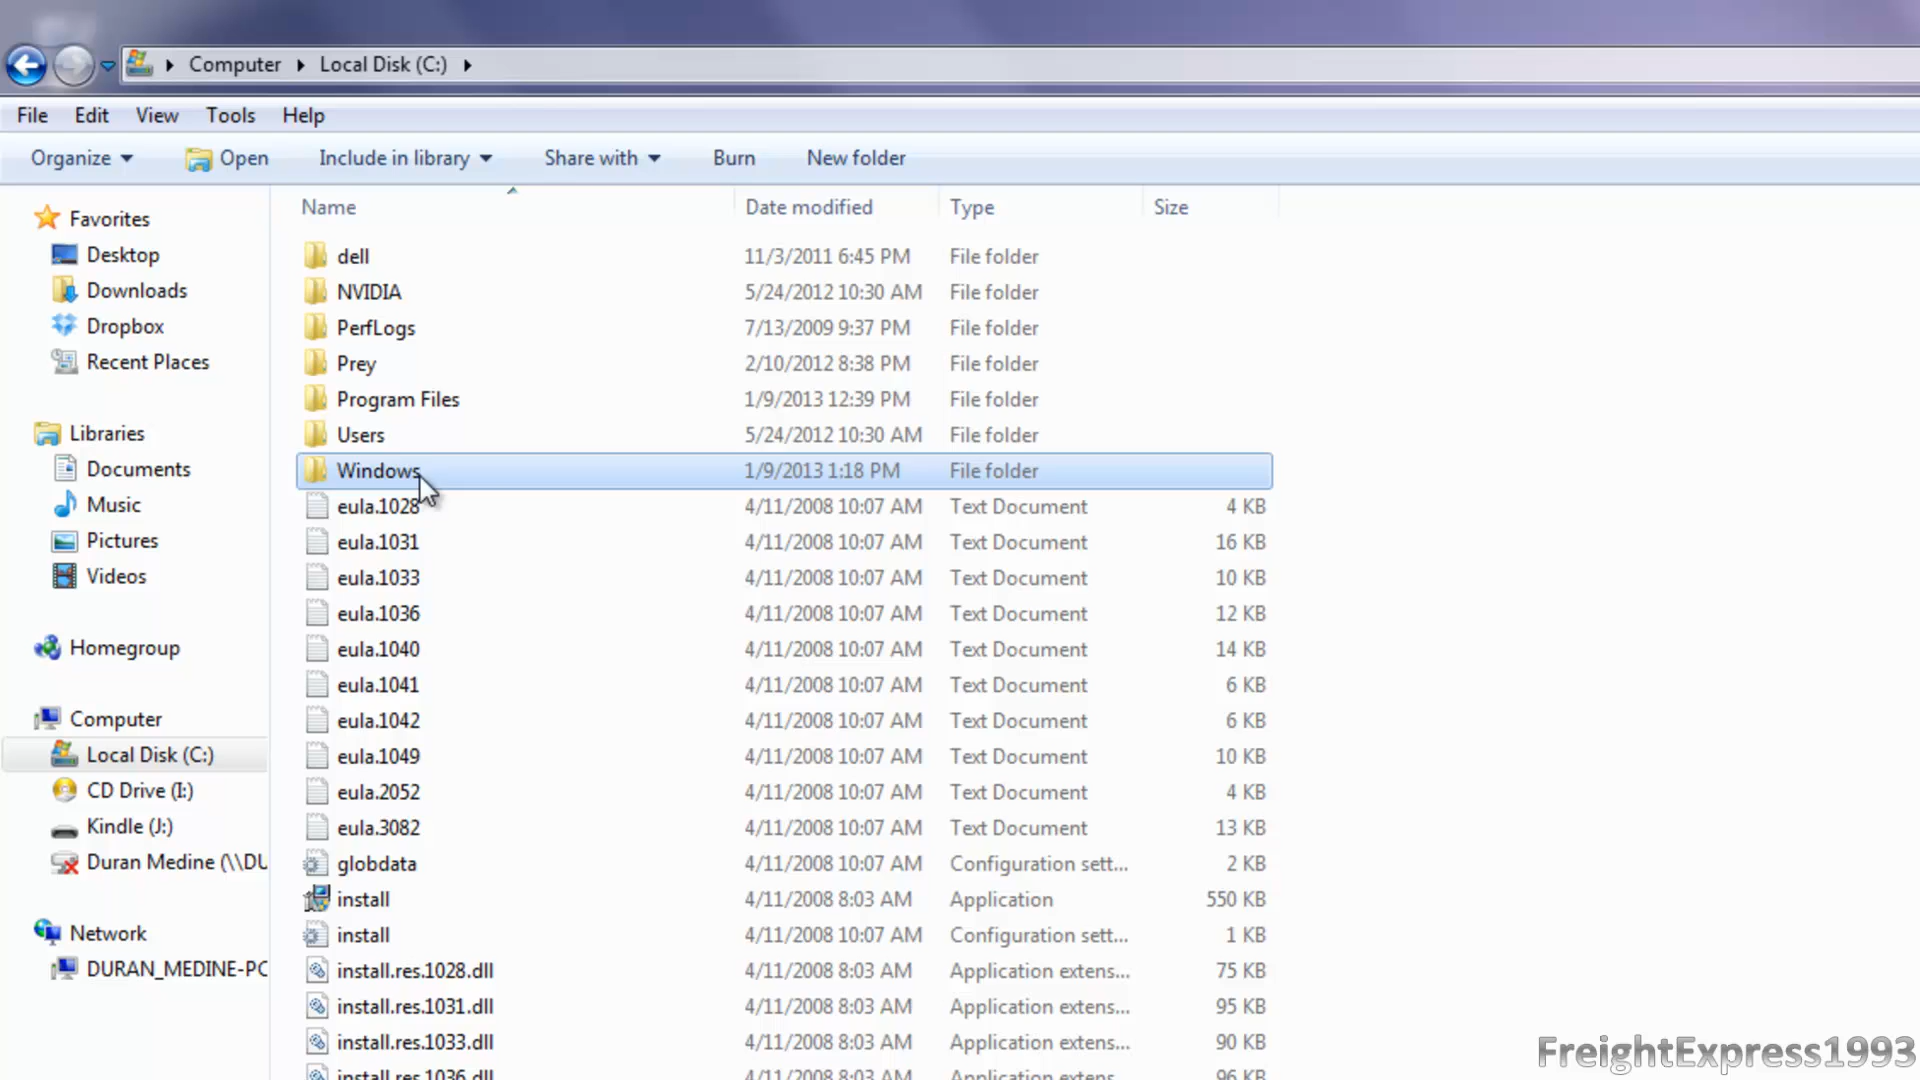 Computer Local Disk (C:)
File Edit View Tools Help
Organize Open Include in library Share with Burn New folder
Favorites
Desktop
Downloads
Dropbox
Recent Places
Libraries
Documents
Music
Pictures
Videos
Homegroup
Computer
Local Disk (C:)
CD Drive (I:)
Kindle (J:)
Duran Medine (\\DU
Network
DURAN_MEDINE-PC
Name Date modified Type Size
dell 11/3/2011 6:45 PM File folder
NVIDIA 5/24/2012 10:30 AM File folder
PerfLogs 7/13/2009 9:37 PM File folder
Prey 2/10/2012 8:38 PM File folder
Program Files 1/9/2013 12:39 PM File folder
Users 5/24/2012 10:30 AM File folder
Windows 1/9/2013 1:18 PM File folder
eula.1028 4/11/2008 10:07 AM Text Document 4 KB
eula.1031 4/11/2008 10:07 AM Text Document 16 KB
eula.1033 4/11/2008 10:07 AM Text Document 10 KB
eula.1036 4/11/2008 10:07 AM Text Document 12 KB
eula.1040 4/11/2008 10:07 AM Text Document 14 KB
eula.1041 4/11/2008 10:07 AM Text Document 6 KB
eula.1042 4/11/2008 10:07 AM Text Document 6 KB
eula.1049 4/11/2008 10:07 AM Text Document 10 KB
eula.2052 4/11/2008 10:07 AM Text Document 4 KB
eula.3082 4/11/2008 10:07 AM Text Document 13 KB
globdata 4/11/2008 10:07 AM Configuration sett... 2 KB
install 4/11/2008 8:03 AM Application 550 KB
install 4/11/2008 10:07 AM Configuration sett... 1 KB
install.res.1028.dll 4/11/2008 8:03 AM Application extens... 75 KB
install.res.1031.dll 4/11/2008 8:03 AM Application extens... 95 KB
install.res.1033.dll 4/11/2008 8:03 AM Application extens... 90 KB
install.res.1036.dll 4/11/2008 8:03 AM Application extens... 96 KB
FreightExpress1993